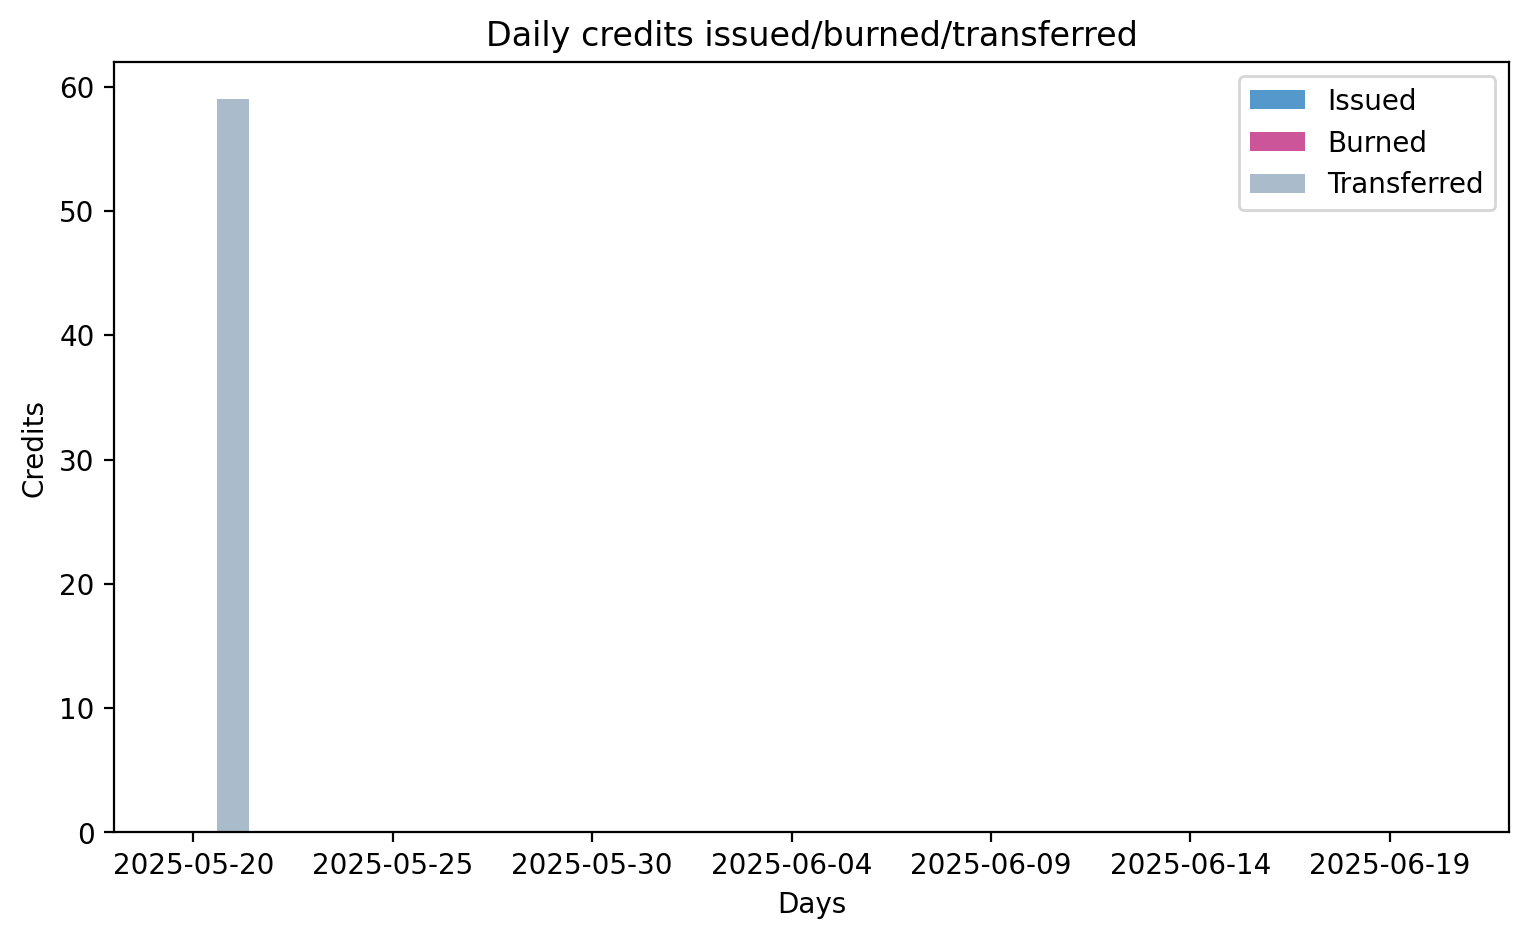 Daily credits issued/burned/transferred
Issued
Burned
Transferred
60
50
40
30
20
10
0
Credits
2025-05-20 2025-05-25 2025-05-30 2025-06-04 2025-06-09 2025-06-14 2025-06-19
Days